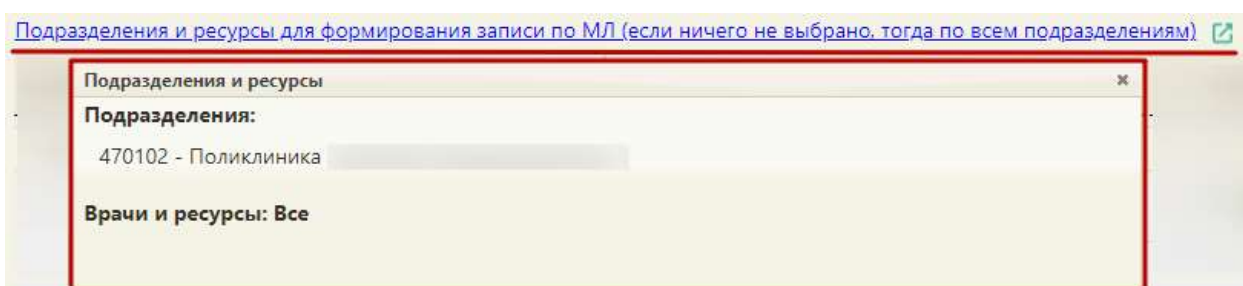 Подразделения и ресурсы для формирования записи по МЛ (если ничего не выбрано, тогда по всем подразделениям)
Подразделения и ресурсы
Подразделения:
470102 - Поликлиника
Врачи и ресурсы: Все